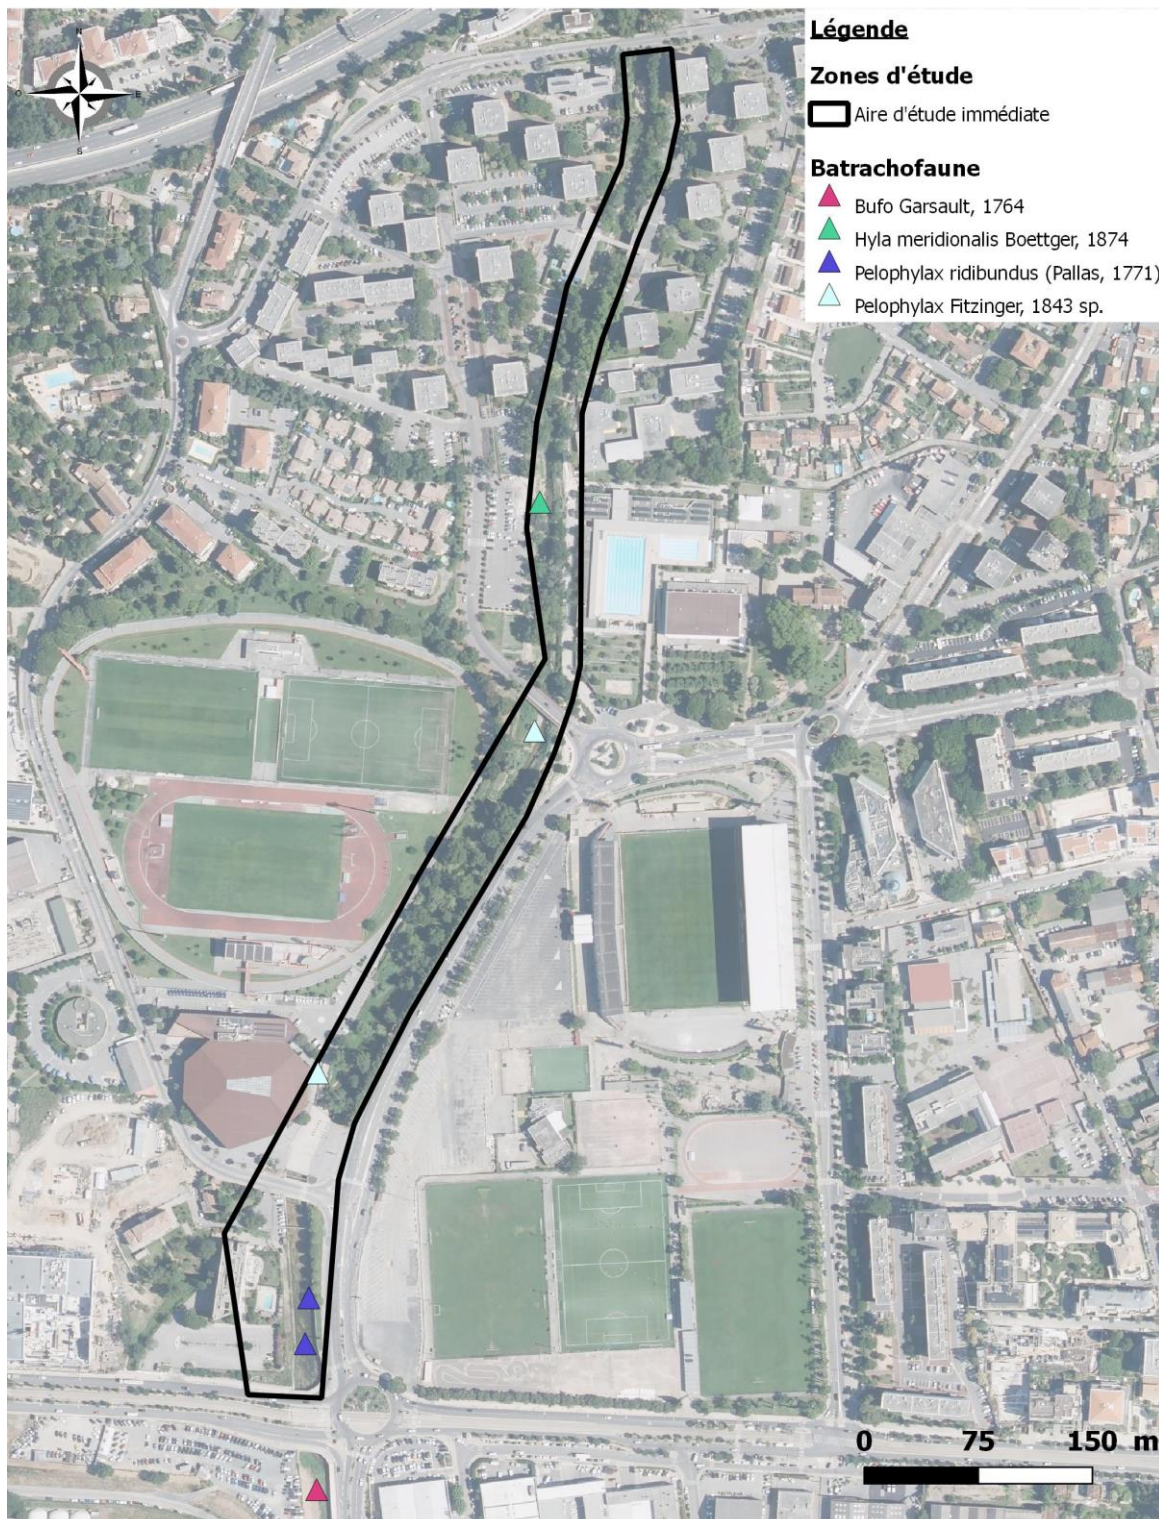 Légende
Zones d'étude
Aire d'étude immédiate
Batrachofaune
Bufo Garsault, 1764
Hyla meridionalis Boettger, 1874
Pelophylax ridibundus (Pallas, 1771)
Pelophylax Fitzinger, 1843 sp.
N
O
E
S
0 75 150 m